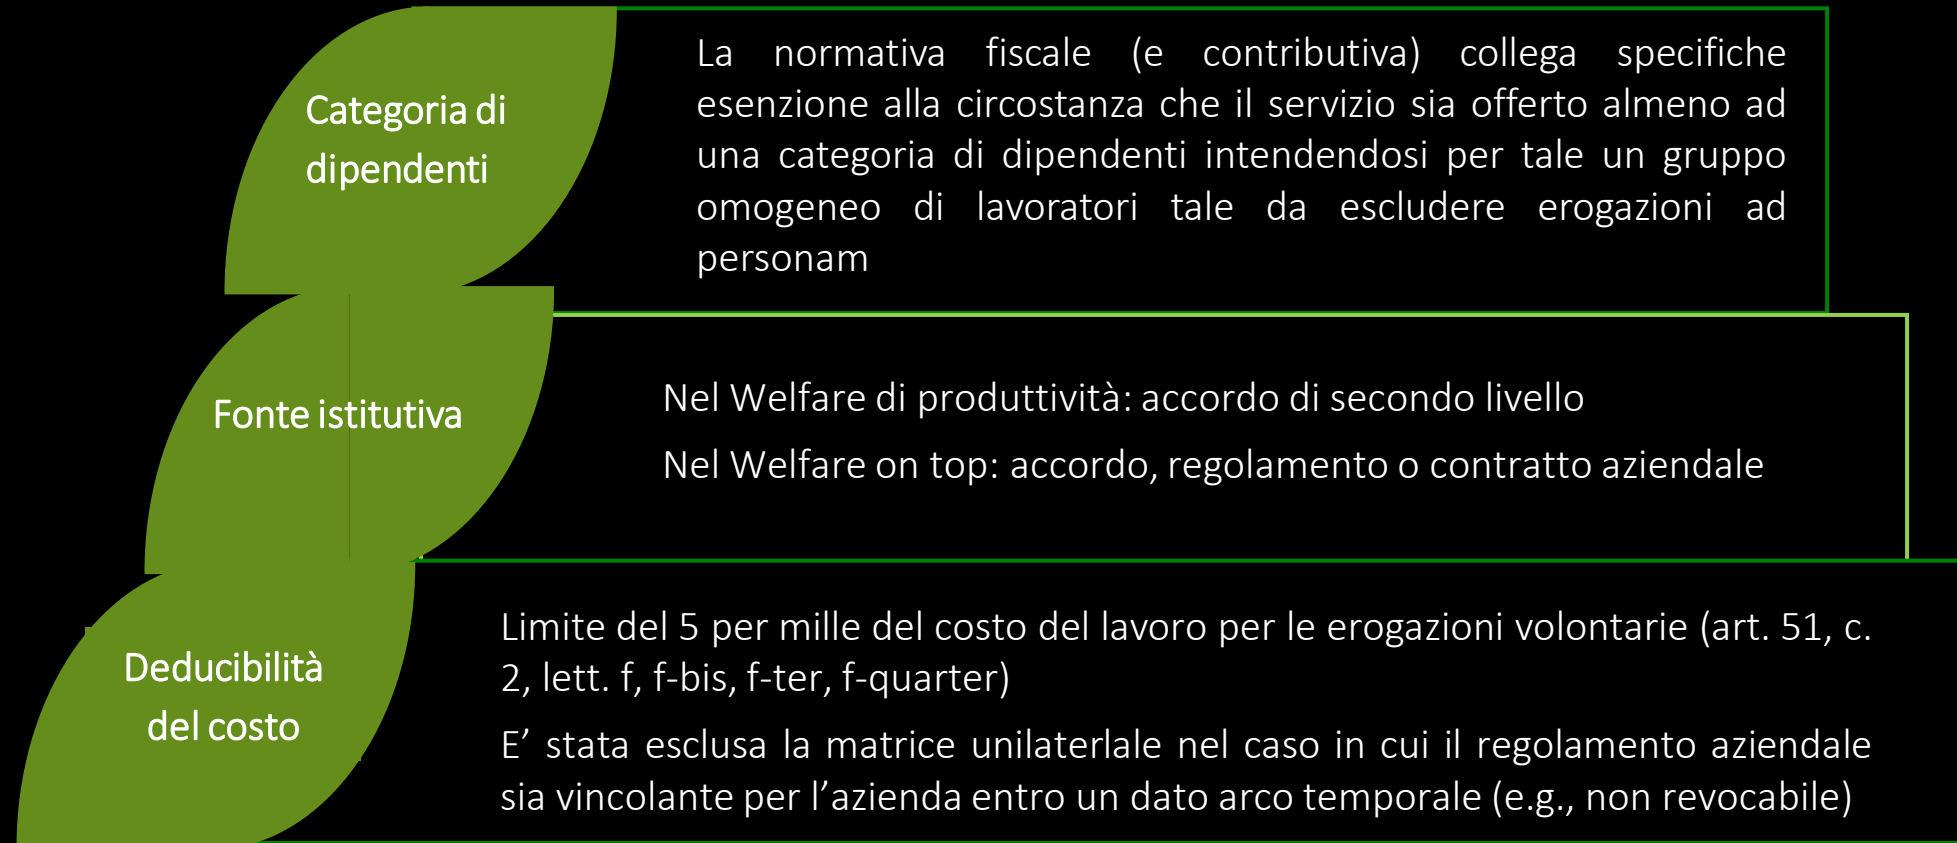 Categoria di
dipendenti
La normativa fiscale (e contributiva) collega specifiche
esenzione alla circostanza che il servizio sia offerto almeno ad
una categoria di dipendenti intendendosi per tale un gruppo
omogeneo di lavoratori tale da escludere erogazioni ad
personam
Fonte istitutiva
Nel Welfare di produttività: accordo di secondo livello
Nel Welfare on top: accordo, regolamento o contratto aziendale
Deducibilità
del costo
Limite del 5 per mille del costo del lavoro per le erogazioni volontarie (art. 51, c.
2, lett. f, f-bis, f-ter, f-quarter)
E’ stata esclusa la matrice unilaterlale nel caso in cui il regolamento aziendale
sia vincolante per l’azienda entro un dato arco temporale (e.g., non revocabile)